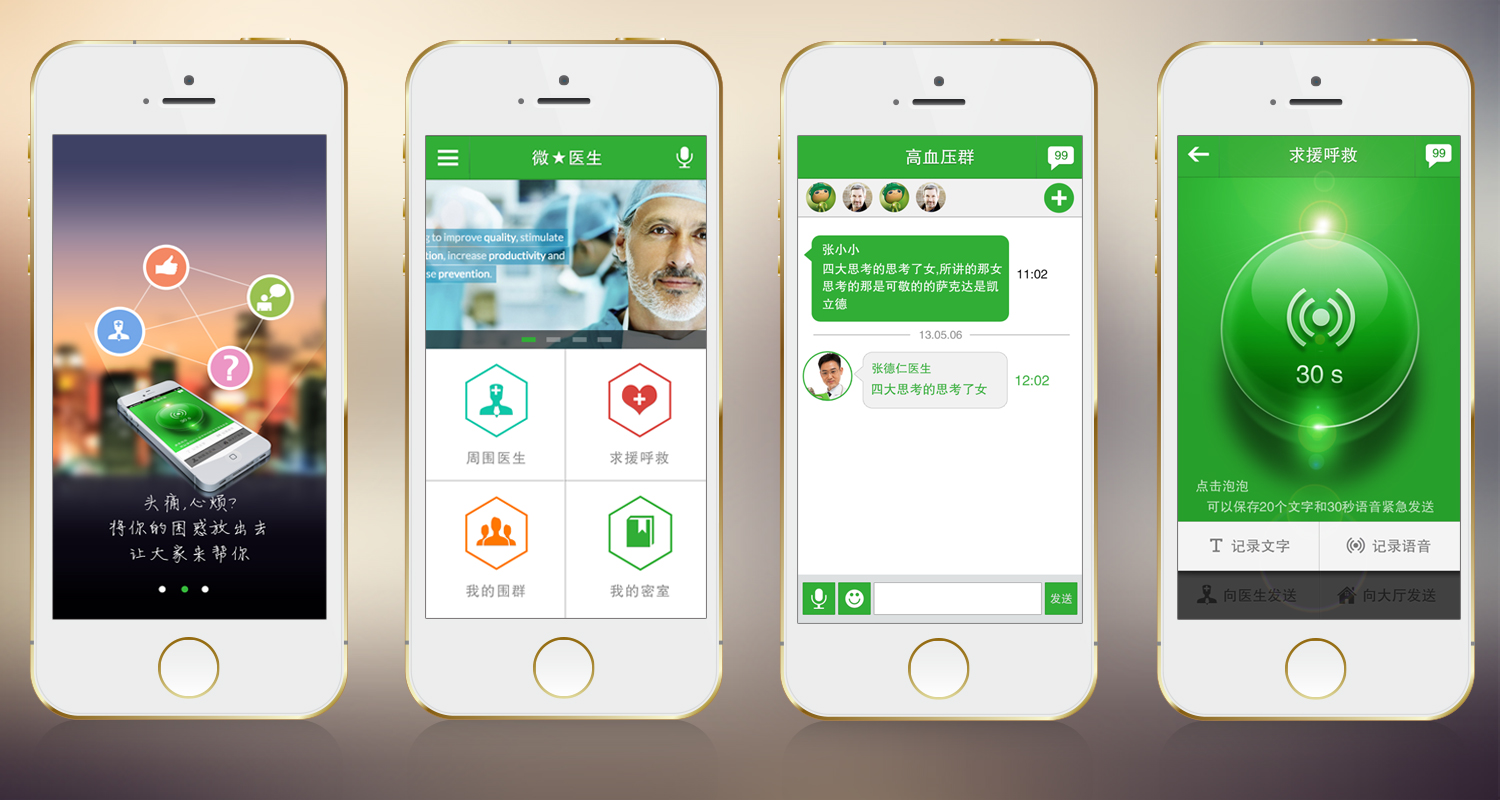 头痛,心烦?
将你的困惑放出去
让大家来帮你
微★医生
g to improve quality, stimulate
tion, increase productivity and
se prevention.
周围医生
求援呼救
我的围群
我的密室
高血压群
99
张小小
四大思考的思考了女,所讲的那女
思考的那是可敬的的萨克达是凯
立德
11:02
13.05.06
张德仁医生
四大思考的思考了女
12:02
发送
求援呼救
99
30 s
点击泡泡
可以保存20个文字和30秒语音紧急发送
T 记录文字
记录语音
向医生发送
向大厅发送